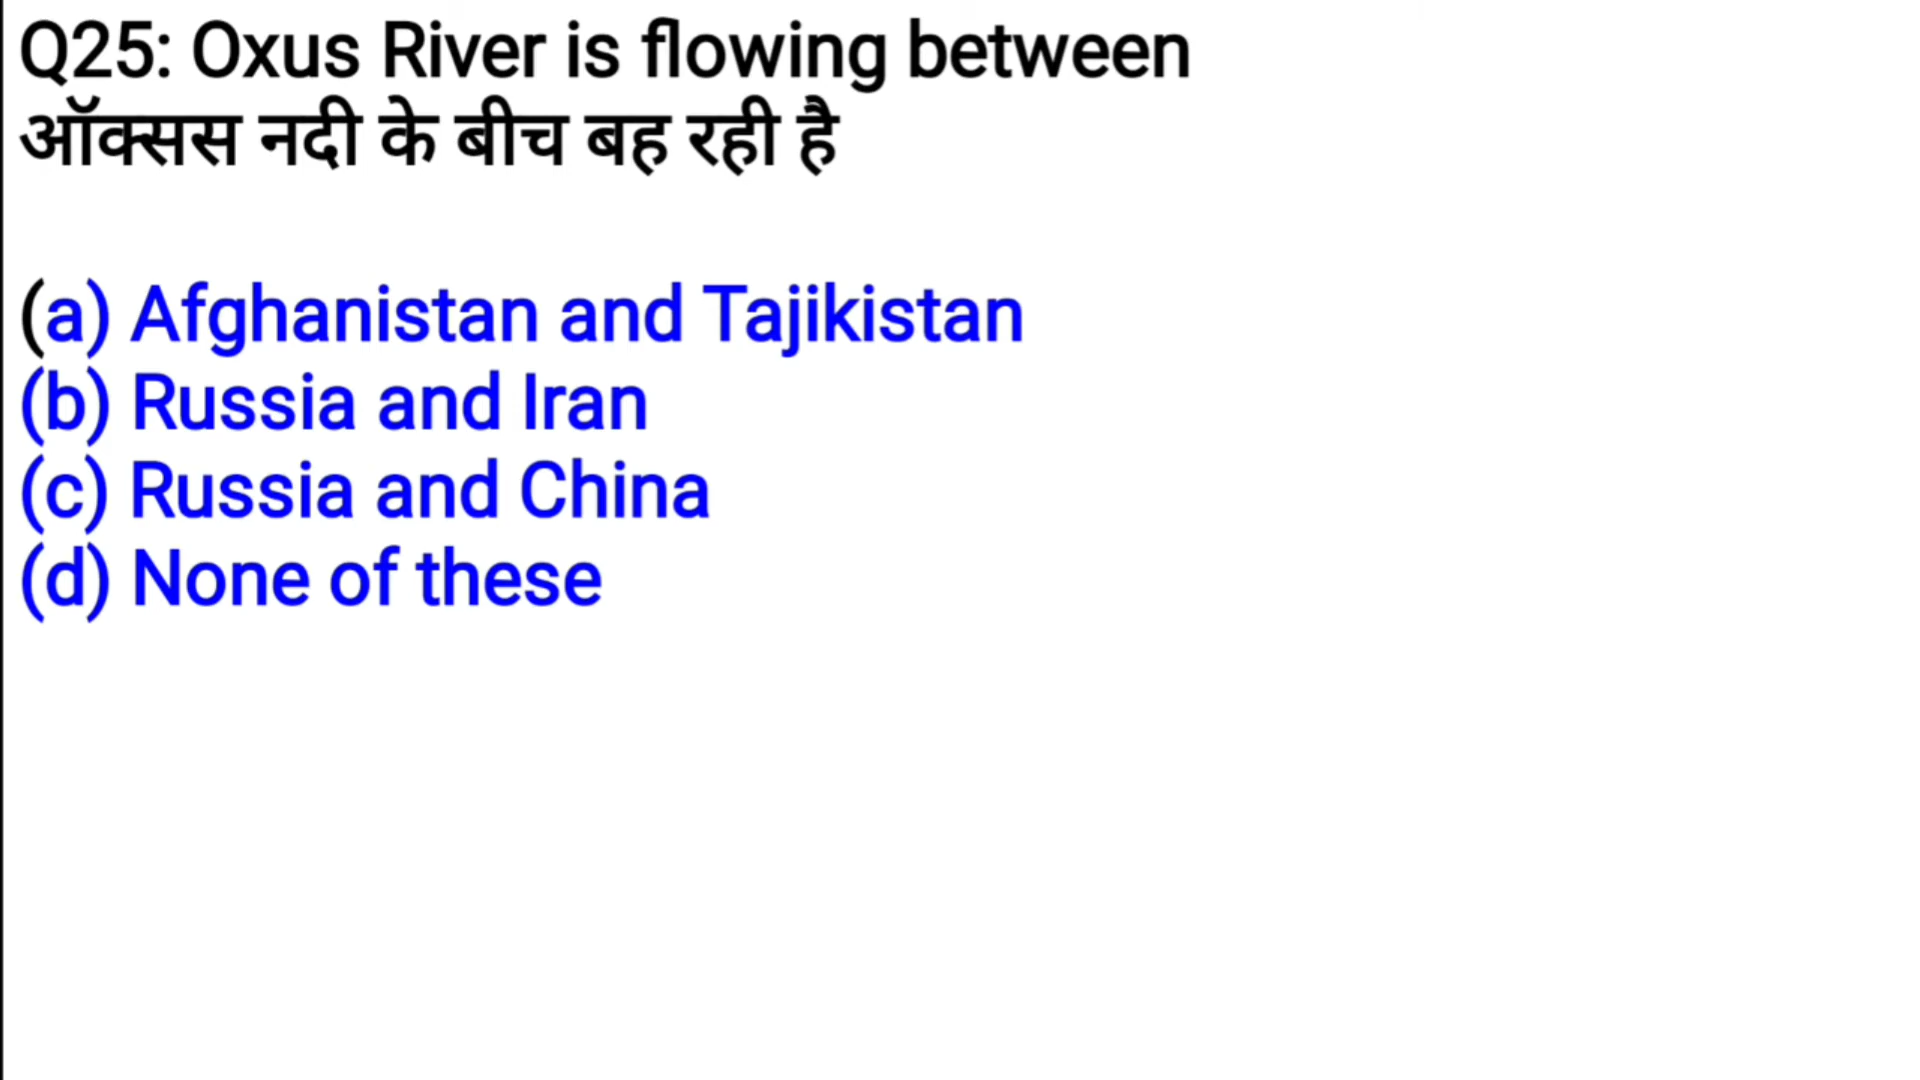 Q25: Oxus River is flowing between
ऑक्सस नदी के बीच बह रही है
(a) Afghanistan and Tajikistan
(b) Russia and Iran
(c) Russia and China
(d) None of these